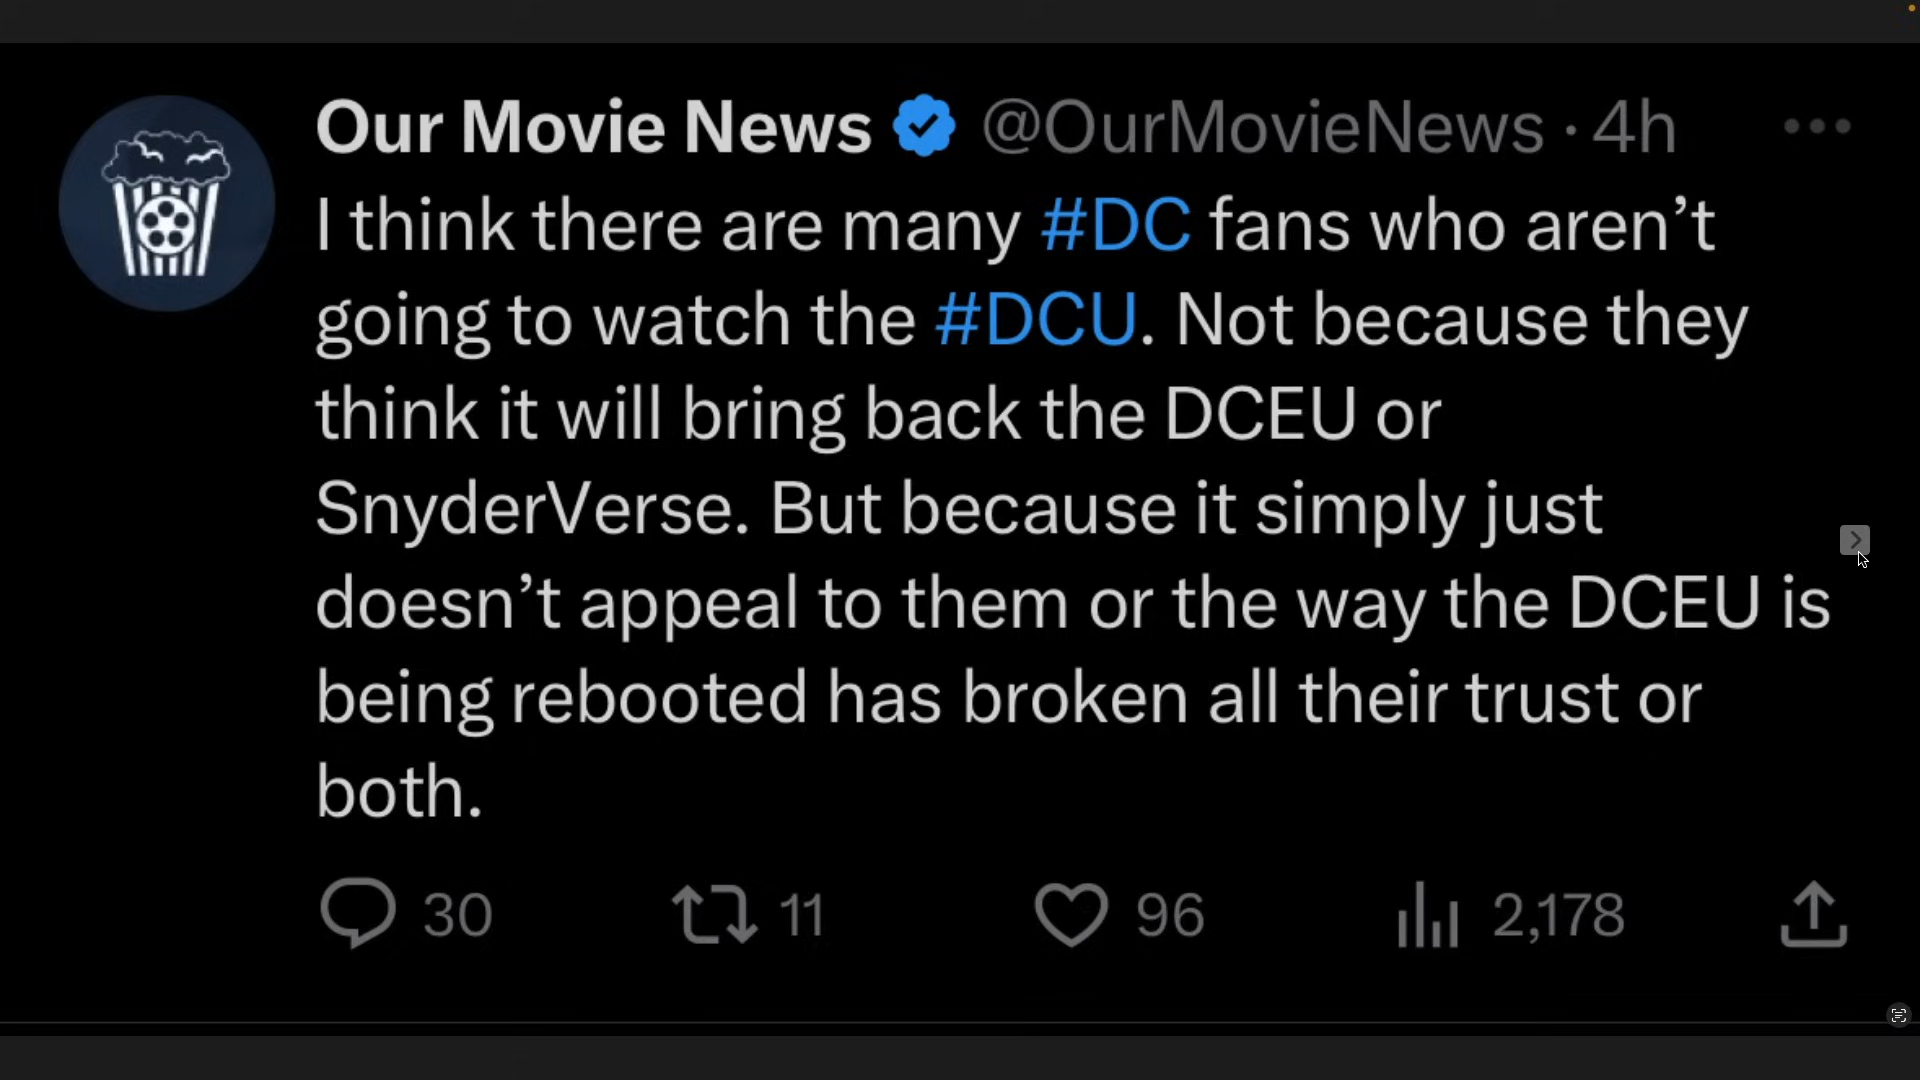 Our Movie News @OurMovieNews · 4h
I think there are many #DC fans who aren’t
going to watch the #DCU. Not because they
think it will bring back the DCEU or
SnyderVerse. But because it simply just
doesn’t appeal to them or the way the DCEU is
being rebooted has broken all their trust or
both.
30 11 96 2,178